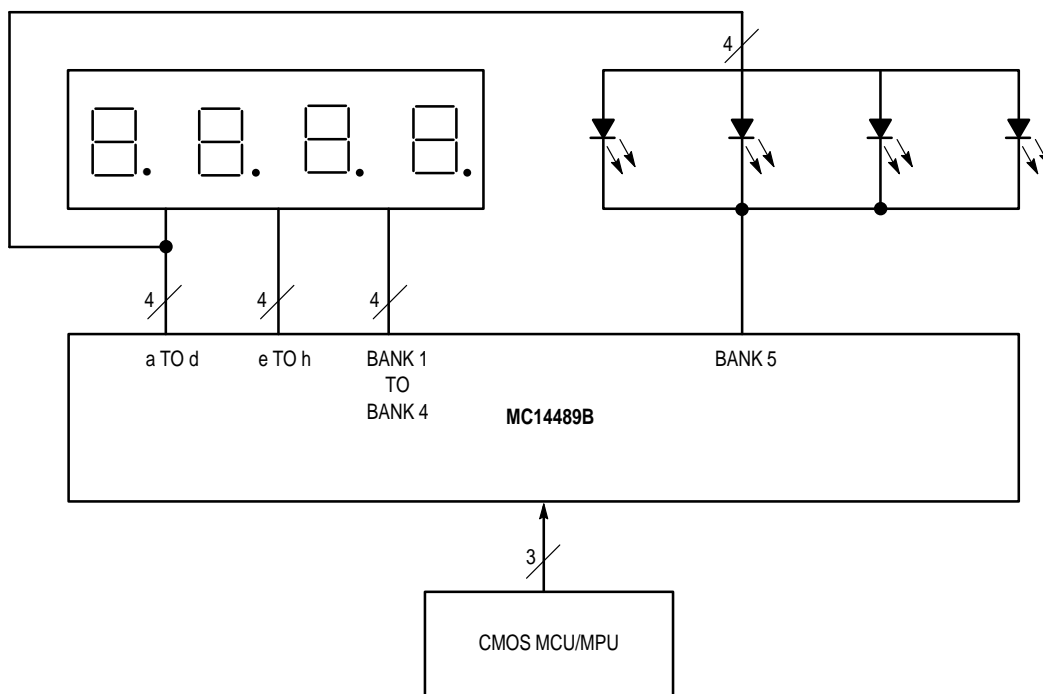 4
4
4
4
a TO d
e TO h
BANK 1
TO
BANK 4
BANK 5
MC14489B
3
CMOS MCU/MPU